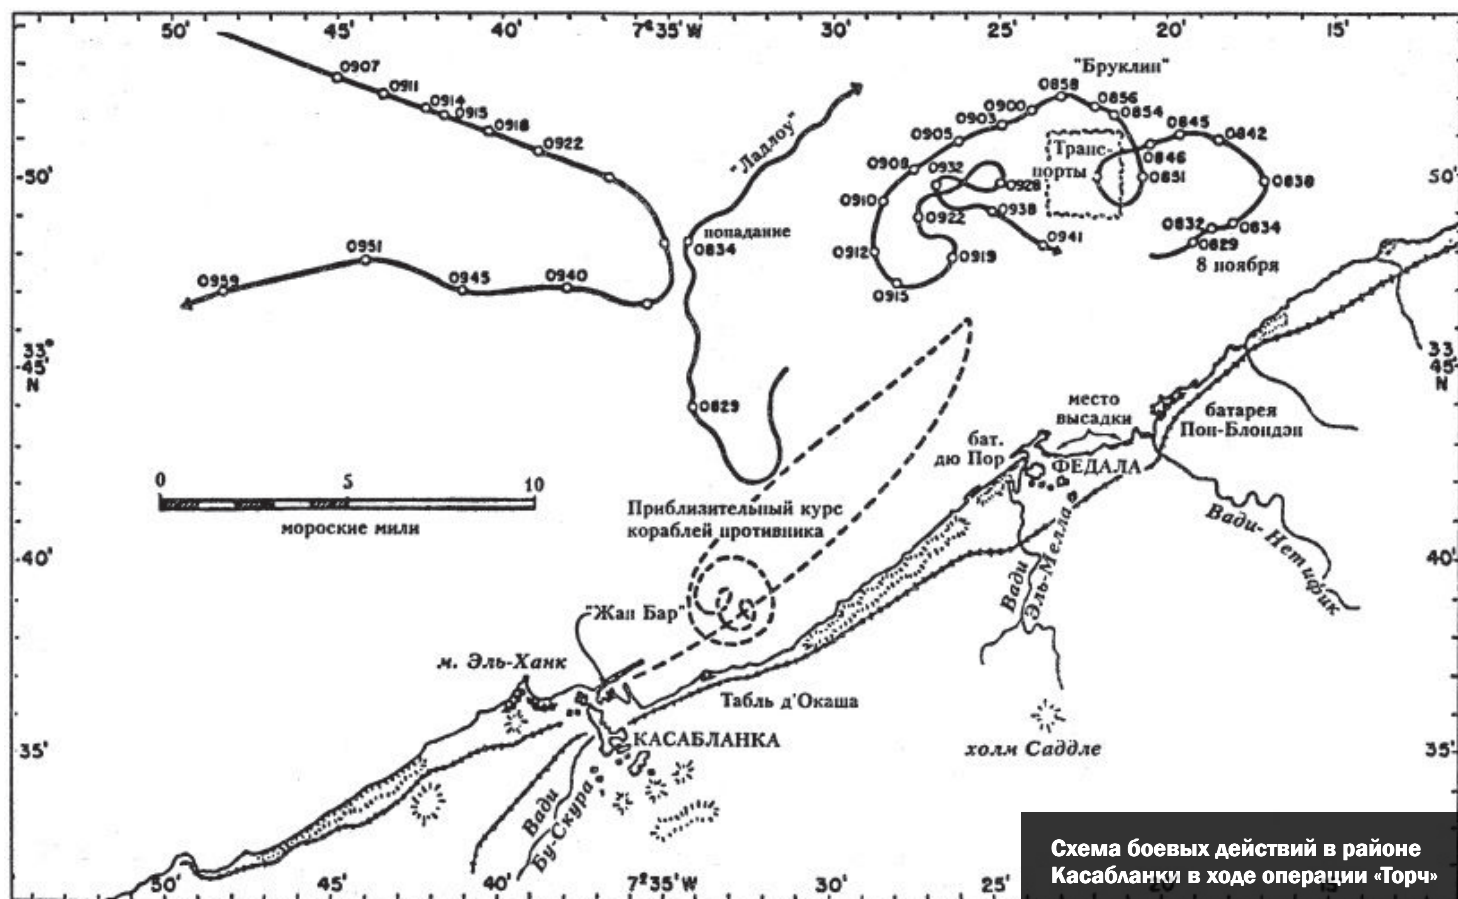 50' 45' 40' 7°35' W 30' 25' 20' 15'
0907
0911
0914
0915
0918
0922
"Бруклин"
0858
0900
0856
0903
0854
0905
0845
0842
0908
0932
Транс-
порты
0846
0851
0838
0928
0910
0922
0938
0832
0834
0829
8 ноября
0941
0912
0919
0915
"Ладлоу"
попадание
0834
0829
0951
0959
0945
0940
50'
50'
33°
45'
N
33
45'
N
0 5 10
мороские мили
Приблизительный курс
кораблей противника
место
высадки
батарея
Пон-Блондэн
бат.
дю Пор
ФЕДАЛА
Вади-Нетифик
Вади
Эль-Мелла
40'
40'
"Жан Бар"
м. Эль-Ханк
Табль д'Окаша
КАСАБЛАНКА
холм Саддле
35'
35'
Вади
Бу-Скура
50' 45' 40' 7°35' W 30' 25' 20' 15'
Схема боевых действий в районе
Касабланки в ходе операции «Торч»